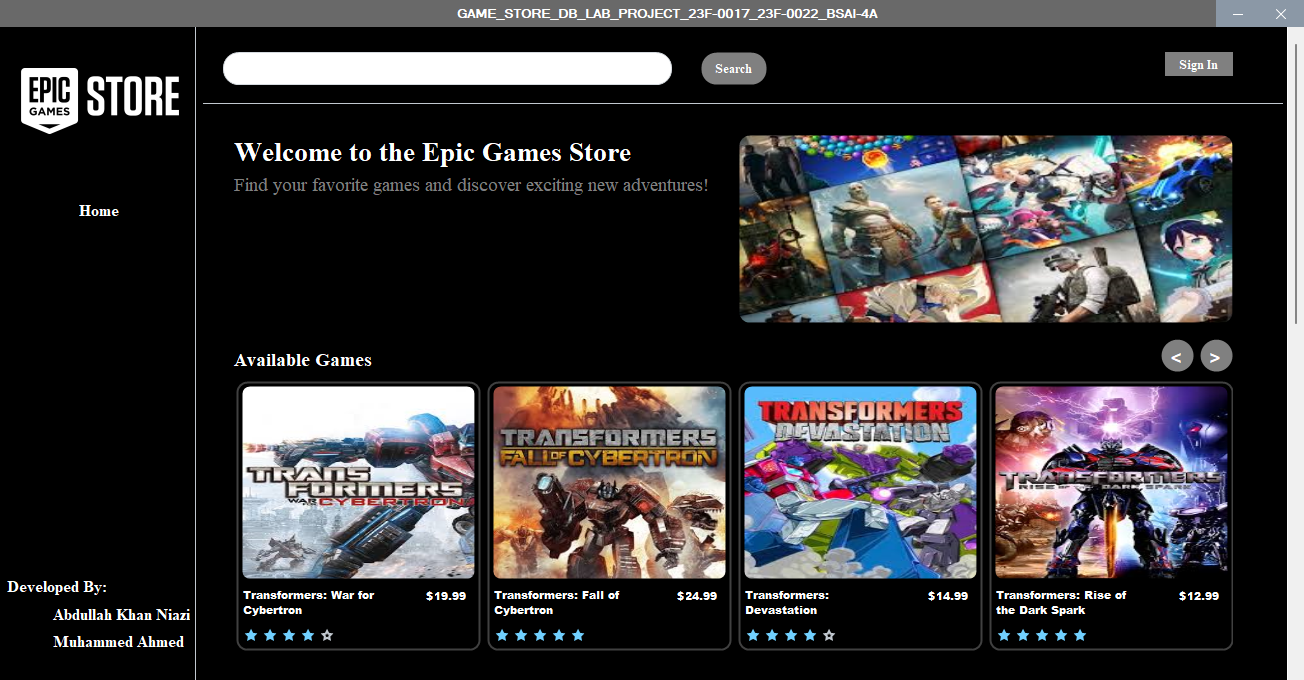 GAME_STORE_DB_LAB_PROJECT_23F-0017_23F-0022_BSAI-4A
EPIC
GAMES
STORE
Search
Sign In
Home
Welcome to the Epic Games Store
Find your favorite games and discover exciting new adventures!
Available Games
<
>
TRANS
FORMERS
WAR FOR
CYBERTRON
TRANSFORMERS
FALL OF CYBERTRON
TRANSFORMERS
DEVASTATION
TRANSFORMERS
RISE OF THE DARK SPARK
Transformers: War for
Cybertron
$19.99
Transformers: Fall of
Cybertron
$24.99
Transformers:
Devastation
$14.99
Transformers: Rise of
the Dark Spark
$12.99
Developed By:
Abdullah Khan Niazi
Muhammed Ahmed